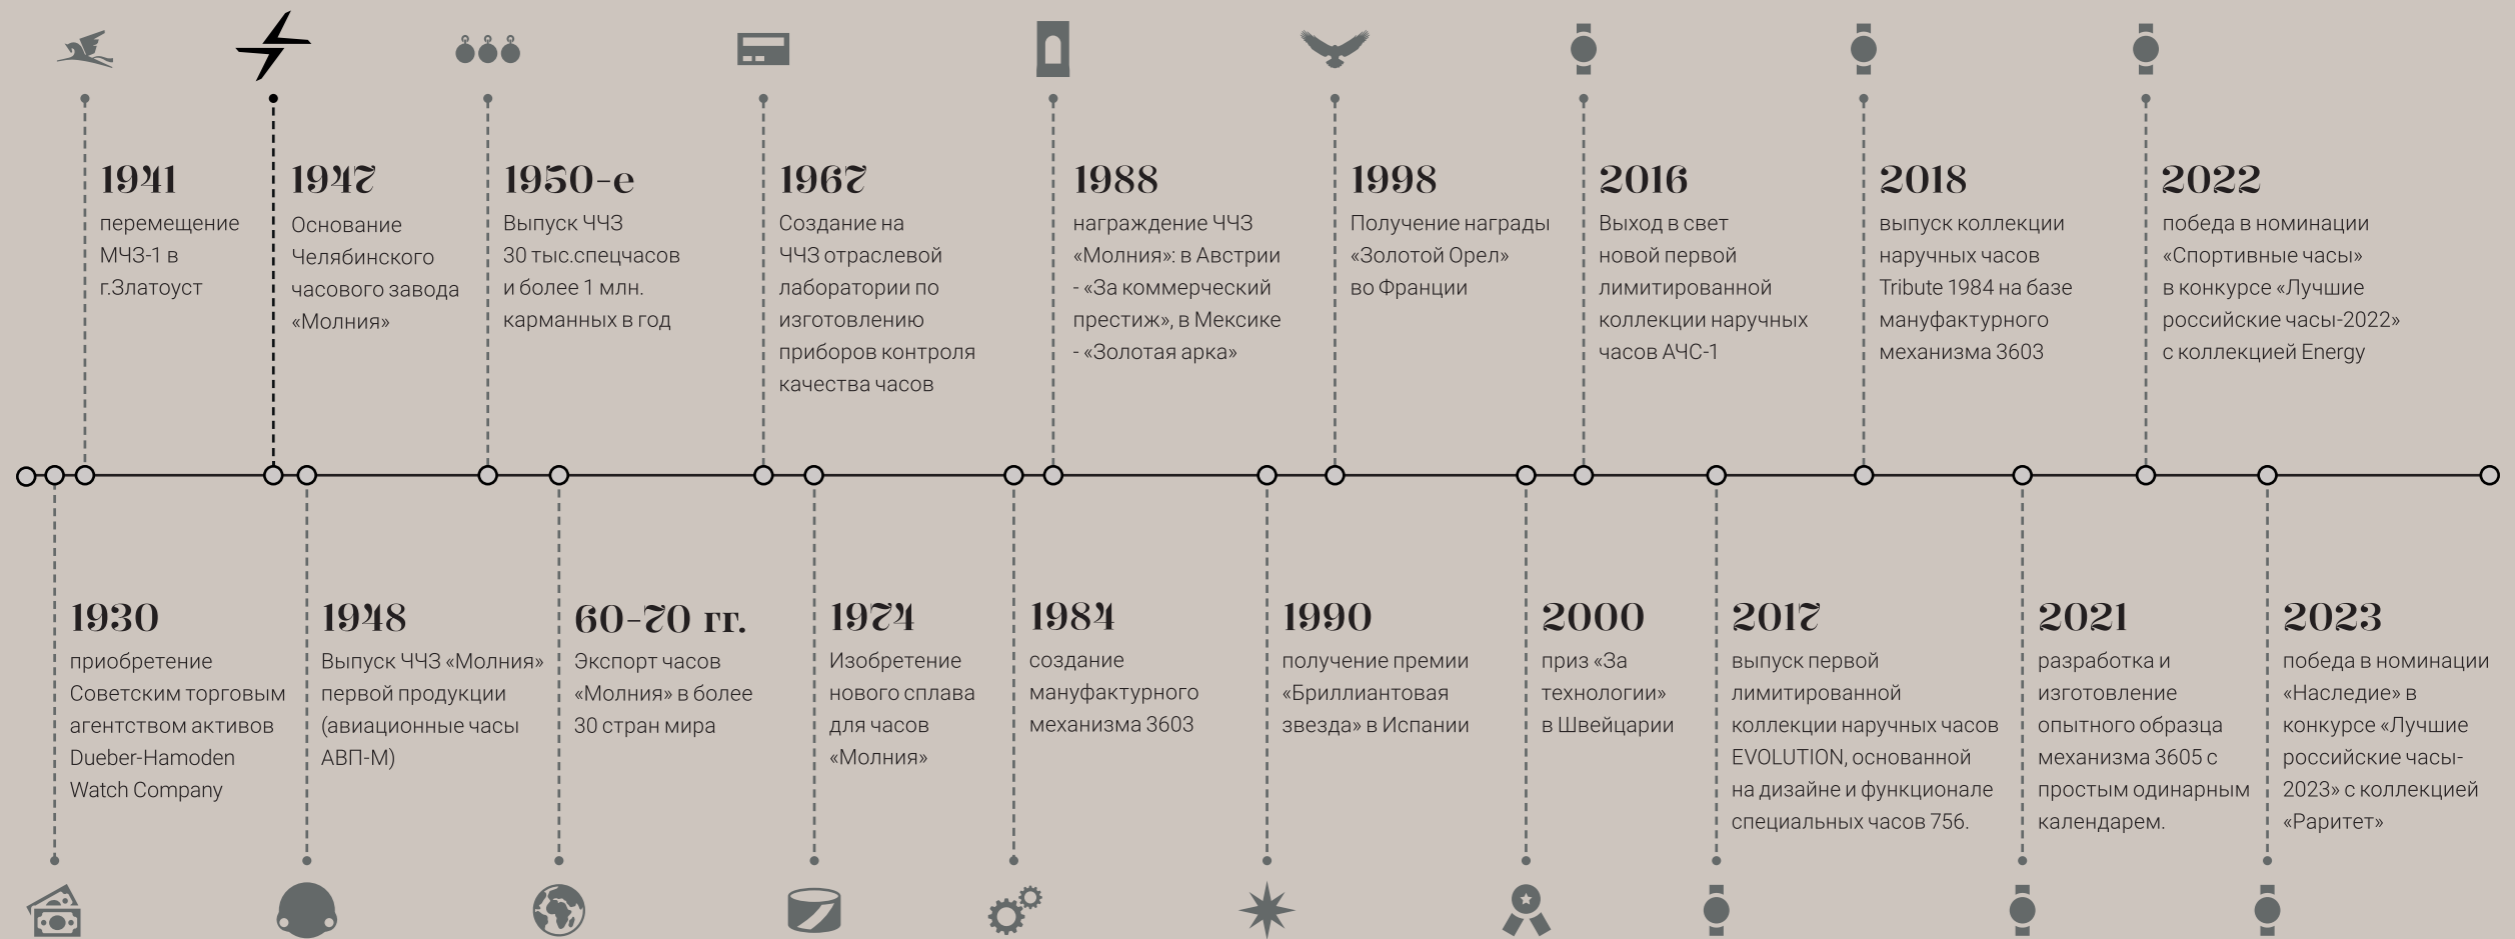 1941
перемещение
МЧЗ-1 в
г.Златоуст
1947
Основание
Челябинского
часового завода
«Молния»
1950-е
Выпуск ЧЧЗ
30 тыс.спецчасов
и более 1 млн.
карманных в год
1967
Создание на
ЧЧЗ отраслевой
лаборатории по
изготовлению
приборов контроля
качества часов
1988
награждение ЧЧЗ
«Молния»: в Австрии
- «За коммерческий
престиж», в Мексике
- «Золотая арка»
1998
Получение награды
«Золотой Орел»
во Франции
2016
Выход в свет
новой первой
лимитированной
коллекции наручных
часов АЧС-1
2018
выпуск коллекции
наручных часов
Tribute 1984 на базе
мануфактурного
механизма 3603
2022
победа в номинации
«Спортивные часы»
в конкурсе «Лучшие
российские часы-2022»
с коллекцией Energy
1930
приобретение
Советским торговым
агентством активов
Dueber-Hamoden
Watch Company
1948
Выпуск ЧЧЗ «Молния»
первой продукции
(авиационные часы
АВП-М)
60-70 гг.
Экспорт часов
«Молния» в более
30 стран мира
1974
Изобретение
нового сплава
для часов
«Молния»
1984
создание
мануфактурного
механизма 3603
1990
получение премии
«Бриллиантовая
звезда» в Испании
2000
приз «За
технологии»
в Швейцарии
2017
выпуск первой
лимитированной
коллекции наручных часов
EVOLUTION, основанной
на дизайне и функционале
специальных часов 756.
2021
разработка и
изготовление
опытного образца
механизма 3605 с
простым одинарным
календарем.
2023
победа в номинации
«Наследие» в
конкурсе «Лучшие
российские часы-
2023» с коллекцией
«Раритет»